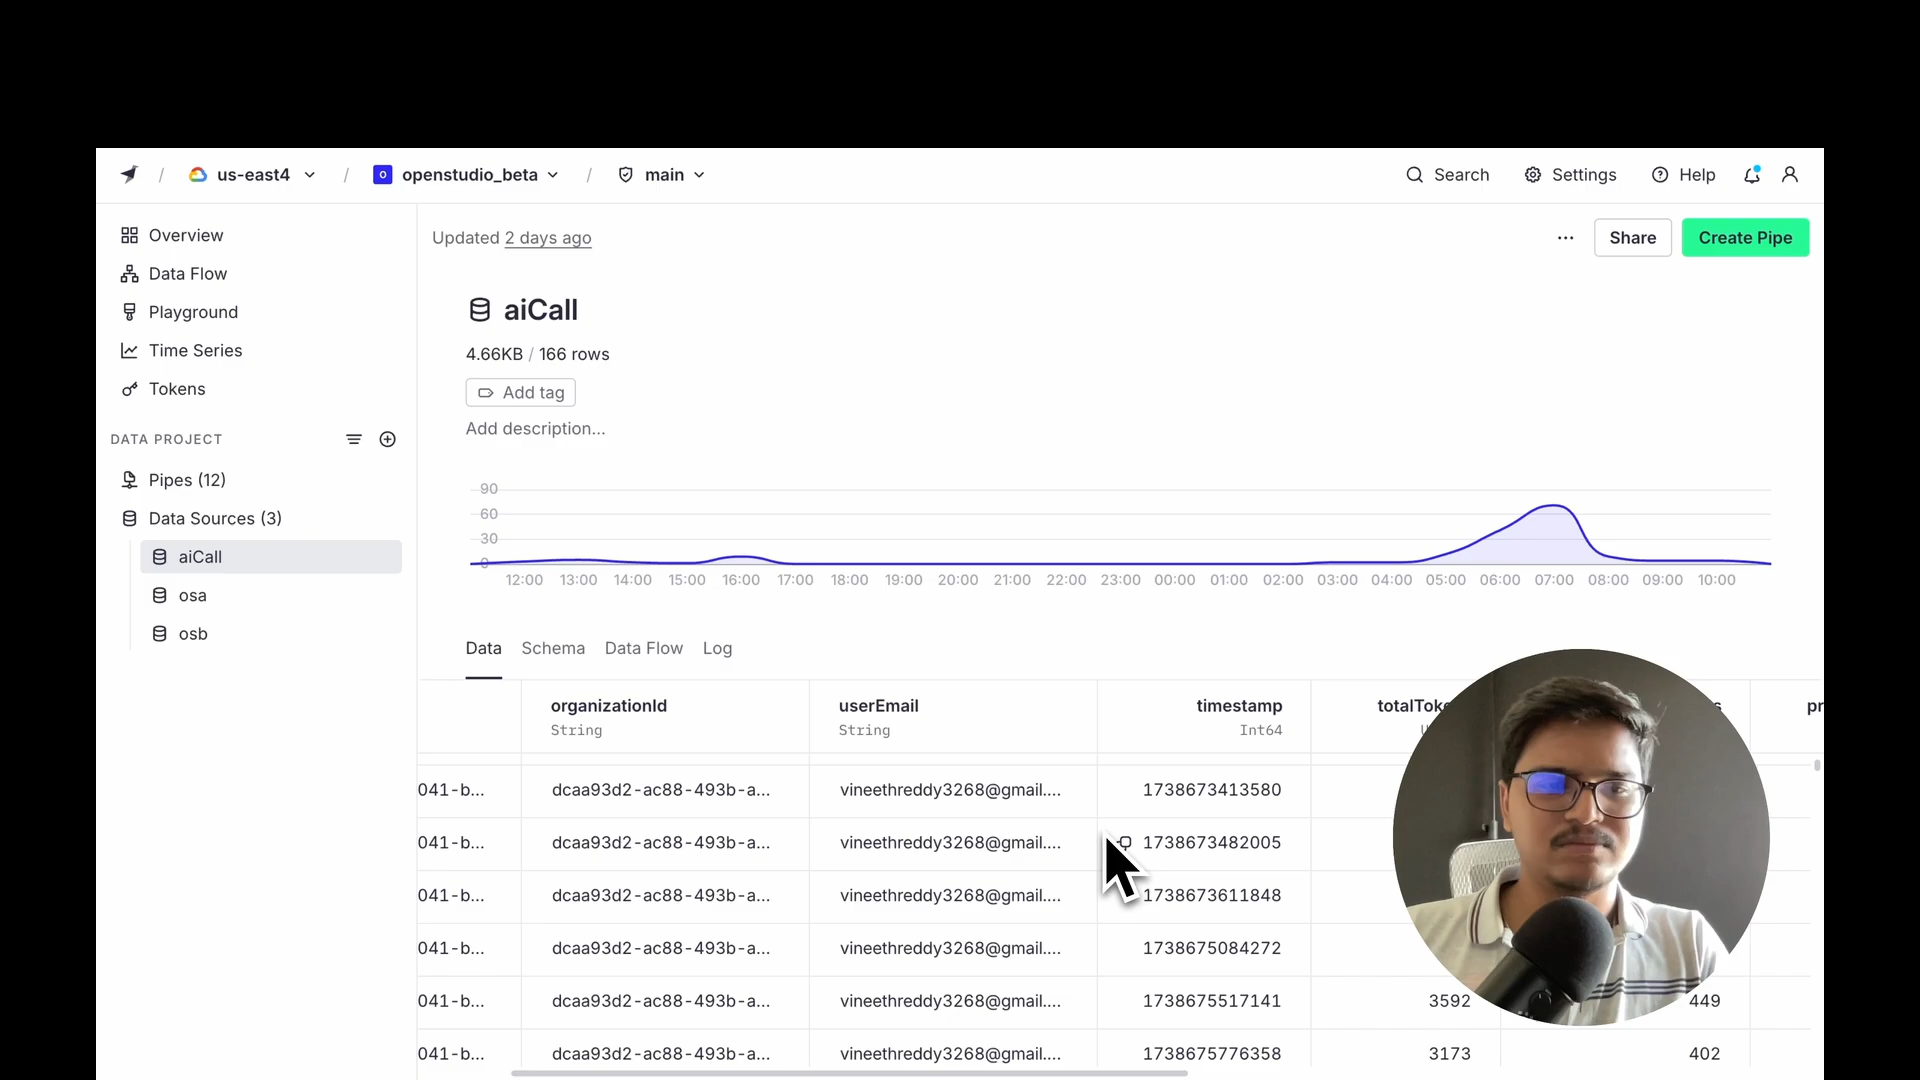 / us-east4 / o openstudio_beta / main
Search Settings Help
Overview
Data Flow
Playground
Time Series
Tokens
DATA PROJECT
Pipes (12)
Data Sources (3)
aiCall
osa
osb
Updated 2 days ago
Share
Create Pipe
aiCall
4.66KB / 166 rows
Add tag
Add description...
90
60
30
0
12:00 13:00 14:00 15:00 16:00 17:00 18:00 19:00 20:00 21:00 22:00 23:00 00:00 01:00 02:00 03:00 04:00 05:00 06:00 07:00 08:00 09:00 10:00
Data Schema Data Flow Log
organizationId userEmail timestamp
String String Int64
041-b... dcaa93d2-ac88-493b-a... vineethreddy3268@gmail.... 1738673413580
041-b... dcaa93d2-ac88-493b-a... vineethreddy3268@gmail.... 1738673482005
041-b... dcaa93d2-ac88-493b-a... vineethreddy3268@gmail.... 1738673611848
041-b... dcaa93d2-ac88-493b-a... vineethreddy3268@gmail.... 1738675084272
041-b... dcaa93d2-ac88-493b-a... vineethreddy3268@gmail.... 1738675517141 3592 449
041-b... dcaa93d2-ac88-493b-a... vineethreddy3268@gmail.... 1738675776358 3173 402